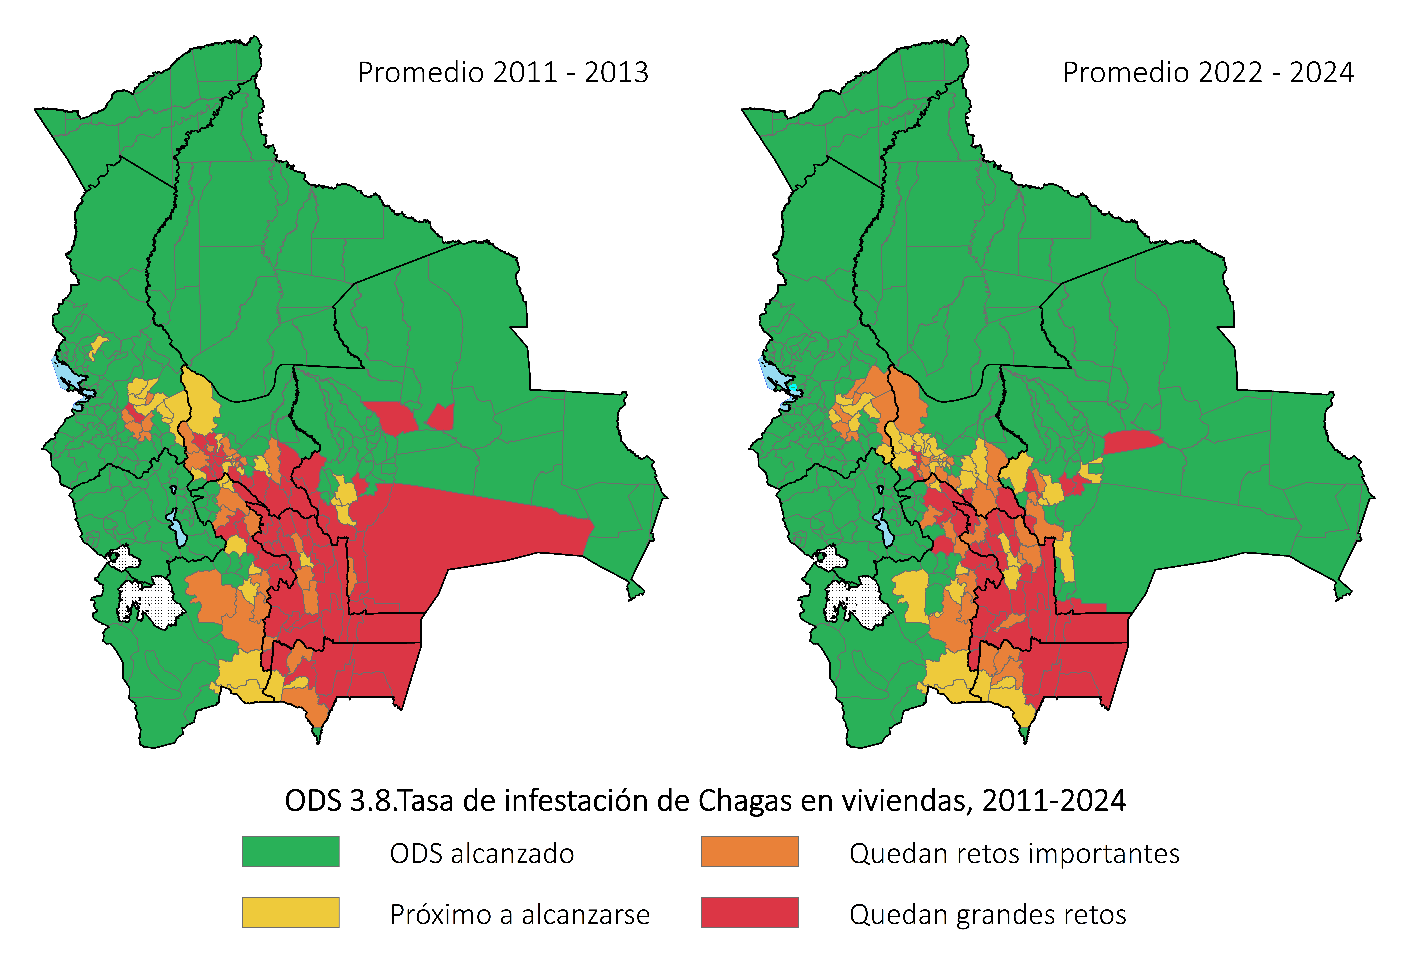 Promedio 2011 - 2013
Promedio 2022 - 2024
ODS 3.8.Tasa de infestación de Chagas en viviendas, 2011-2024
ODS alcanzado
Quedan retos importantes
Próximo a alcanzarse
Quedan grandes retos